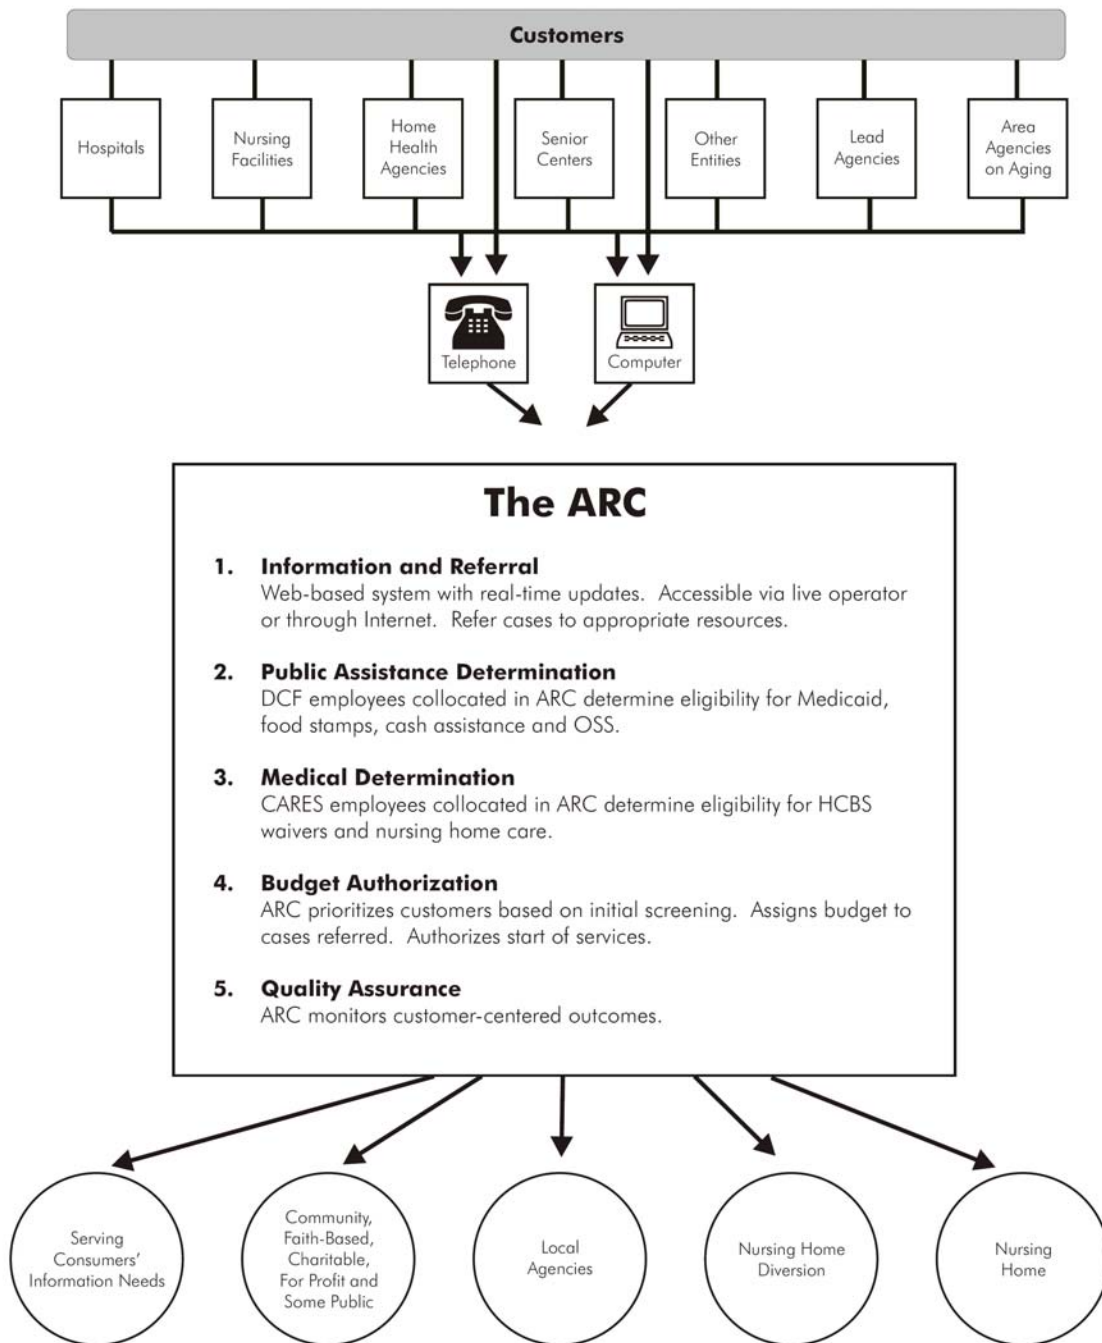 Customers
Hospitals
Nursing
Facilities
Home
Health
Agencies
Senior
Centers
Other
Entities
Lead
Agencies
Area
Agencies
on Aging
Telephone
Computer
The ARC
1. Information and Referral
Web-based system with real-time updates. Accessible via live operator
or through Internet. Refer cases to appropriate resources.
2. Public Assistance Determination
DCF employees collocated in ARC determine eligibility for Medicaid,
food stamps, cash assistance and OSS.
3. Medical Determination
CARES employees collocated in ARC determine eligibility for HCBS
waivers and nursing home care.
4. Budget Authorization
ARC prioritizes customers based on initial screening. Assigns budget to
cases referred. Authorizes start of services.
5. Quality Assurance
ARC monitors customer-centered outcomes.
Serving
Consumers’
Information Needs
Community,
Faith-Based,
Charitable,
For Profit and
Some Public
Local
Agencies
Nursing Home
Diversion
Nursing
Home